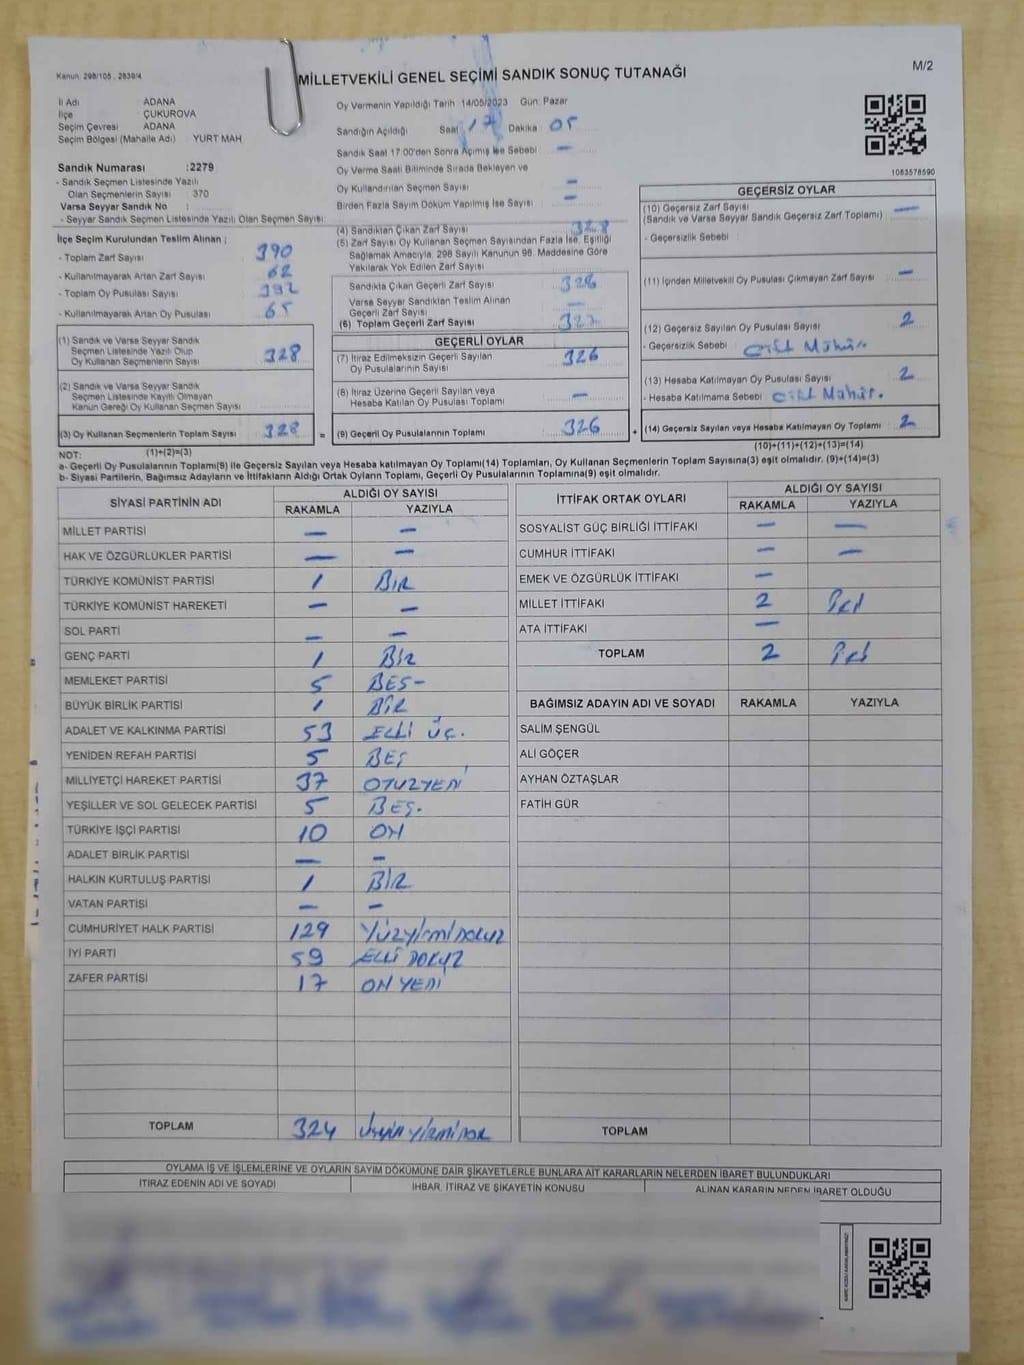 Kanun: 298/105 , 2839/4
MİLLETVEKİLİ GENEL SEÇİMİ SANDIK SONUÇ TUTANAĞI
M/2
İl Adı ADANA
İlçe ÇUKUROVA
Seçim Çevresi ADANA
Seçim Bölgesi (Mahalle Adı) YURT MAH
Oy Vermenin Yapıldığı Tarih 14/05/2023 Gün: Pazar
Sandığın Açıldığı Saat 17 Dakika 05
Sandık Saat 17:00'den Sonra Açımış İse Sebebi —
Oy Verme Saati Bitiminde Sırada Bekleyen ve
Oy Kullandırılan Seçmen Sayısı —
Birden Fazla Sayım Döküm Yapılmış İse Sayısı —
1083578590
Sandık Numarası :2279
- Sandık Seçmen Listesinde Yazılı
Olan Seçmenlerin Sayısı : 370
Varsa Seyyar Sandık No :
- Seyyar Sandık Seçmen Listesinde Yazılı Olan Seçmen Sayısı:
İlçe Seçim Kurulundan Teslim Alınan ;
- Toplam Zarf Sayısı 390
- Kullanılmayarak Artan Zarf Sayısı 62
- Toplam Oy Pusulası Sayısı 392
- Kullanılmayarak Artan Oy Pusulası 65
(1) Sandık ve Varsa Seyyar Sandık
Seçmen Listesinde Yazılı Olup
Oy Kullanan Seçmenlerin Sayısı 328
(2) Sandık ve Varsa Seyyar Sandık
Seçmen Listesinde Kayıtlı Olmayan
Kanun Gereği Oy Kullanan Seçmen Sayısı
(3) Oy Kullanan Seçmenlerin Toplam Sayısı 328 =
(1)+(2)=(3)
(4) Sandıktan Çıkan Zarf Sayısı 328
(5) Zarf Sayısı Oy Kullanan Seçmen Sayısından Fazla İse, Eşitliği
Sağlamak Amacıyla, 298 Sayılı Kanunun 98. Maddesine Göre
Yakılarak Yok Edilen Zarf Sayısı
Sandıkta Çıkan Geçerli Zarf Sayısı 328
Varsa Seyyar Sandıktan Teslim Alınan
Geçerli Zarf Sayısı —
(6) Toplam Geçerli Zarf Sayısı
GEÇERLİ OYLAR
(7) İtiraz Edilmeksizin Geçerli Sayılan
Oy Pusulalarının Sayısı 326
(8) İtiraz Üzerine Geçerli Sayılan veya
Hesaba Katılan Oy Pusulası Toplamı —
(9) Geçerli Oy Pusulalarının Toplamı 326 +
GEÇERSİZ OYLAR
(10) Geçersiz Zarf Sayısı —
(Sandık ve Varsa Seyyar Sandık Geçersiz Zarf Toplamı)
- Geçersizlik Sebebi :
(11) İçinden Milletvekili Oy Pusulası Çıkmayan Zarf Sayısı —
(12) Geçersiz Sayılan Oy Pusulası Sayısı 2
- Geçersizlik Sebebi :
(13) Hesaba Katılmayan Oy Pusulası Sayısı 2
- Hesaba Katılmama Sebebi : Çift Mühür.
(14) Geçersiz Sayılan veya Hesaba Katılmayan Oy Toplamı 2
(10)+(11)+(12)+(13)=(14)
NOT:
a- Geçerli Oy Pusulalarının Toplamı(9) ile Geçersiz Sayılan veya Hesaba katılmayan Oy Toplamı(14) Toplamları, Oy Kullanan Seçmenlerin Toplam Sayısına(3) eşit olmalıdır. (9)+(14)=(3)
b- Siyasi Partilerin, Bağımsız Adayların ve İttifakların Aldığı Ortak Oyların Toplamı, Geçerli Oy Pusulalarının Toplamına(9) eşit olmalıdır.
SİYASİ PARTİNİN ADI ALDIĞI OY SAYISI
RAKAMLA YAZIYLA
MİLLET PARTİSİ — —
HAK VE ÖZGÜRLÜKLER PARTİSİ — —
TÜRKİYE KOMÜNİST PARTİSİ 1 BİR
TÜRKİYE KOMÜNİST HAREKETİ — —
SOL PARTİ — —
GENÇ PARTİ 1 BİR
MEMLEKET PARTİSİ 5 BEŞ-
BÜYÜK BİRLİK PARTİSİ 1 BİR
ADALET VE KALKINMA PARTİSİ 53 ELLİ ÜÇ.
YENİDEN REFAH PARTİSİ 5 BEŞ
MİLLİYETÇİ HAREKET PARTİSİ 37 OTUZYEDİ
YEŞİLLER VE SOL GELECEK PARTİSİ 5 BEŞ.
TÜRKİYE İŞÇİ PARTİSİ 10 ON
ADALET BİRLİK PARTİSİ — —
HALKIN KURTULUŞ PARTİSİ 1 BİR
VATAN PARTİSİ — —
CUMHURİYET HALK PARTİSİ 129 YÜZYİRMİDOKUZ
İYİ PARTİ 59 ELLİ DOKUZ
ZAFER PARTİSİ 17 ON YEDİ
TOPLAM 324
İTTİFAK ORTAK OYLARI ALDIĞI OY SAYISI
RAKAMLA YAZIYLA
SOSYALİST GÜÇ BİRLİĞİ İTTİFAKI — —
CUMHUR İTTİFAKI — —
EMEK VE ÖZGÜRLÜK İTTİFAKI —
MİLLET İTTİFAKI 2 İki
ATA İTTİFAKI —
TOPLAM 2 İki
BAĞIMSIZ ADAYIN ADI VE SOYADI RAKAMLA YAZIYLA
SALİM ŞENGÜL
ALİ GÖÇER
AYHAN ÖZTAŞLAR
FATİH GÜR
TOPLAM
OYLAMA İŞ VE İŞLEMLERİNE VE OYLARIN SAYIM DÖKÜMÜNE DAİR ŞİKAYETLERLE BUNLARA AİT KARARLARIN NELERDEN İBARET BULUNDUKLARI
İTİRAZ EDENİN ADI VE SOYADI İHBAR, İTİRAZ VE ŞİKAYETİN KONUSU ALINAN KARARIN NEDEN İBARET OLDUĞU